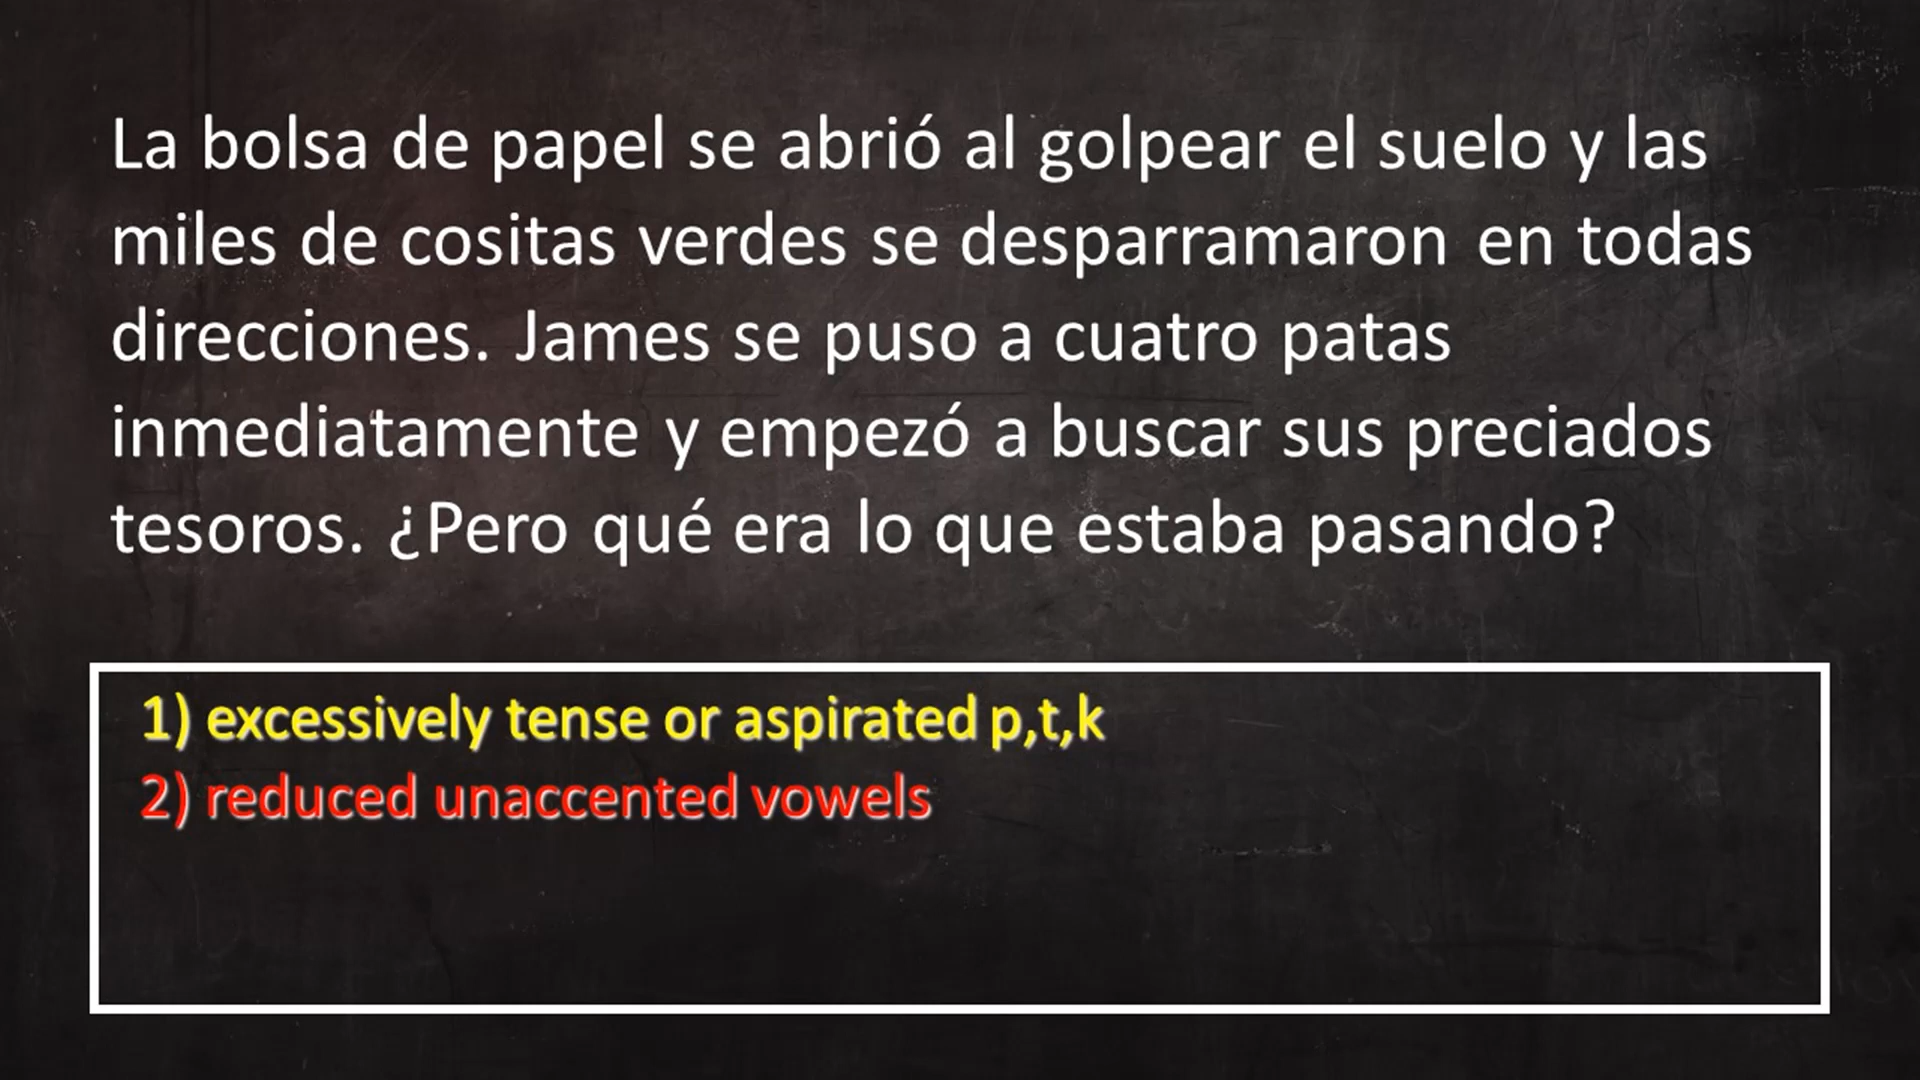 La bolsa de papel se abrió al golpear el suelo y las
miles de cositas verdes se desparramaron en todas
direcciones. James se puso a cuatro patas
inmediatamente y empezó a buscar sus preciados
tesoros. ¿Pero qué era lo que estaba pasando?
1) excessively tense or aspirated p,t,k
2) reduced unaccented vowels